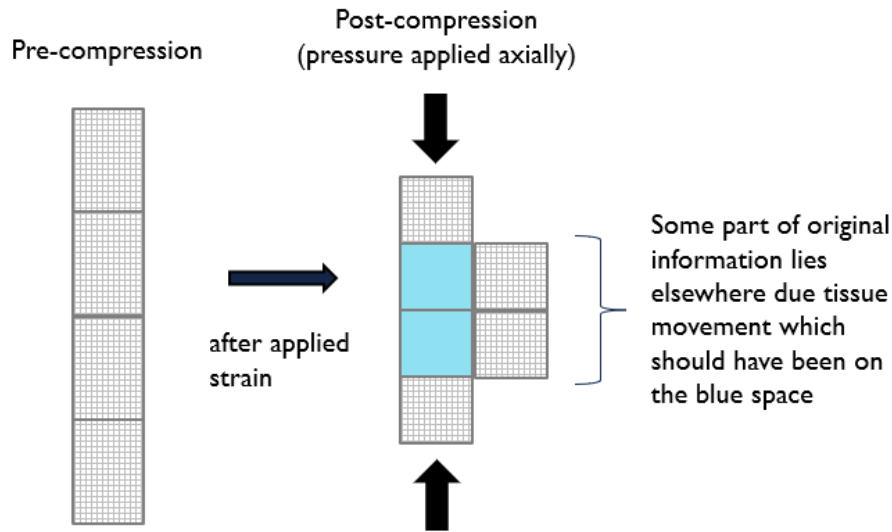 Pre-compression
Post-compression
(pressure applied axially)
after applied
strain
Some part of original
information lies
elsewhere due tissue
movement which
should have been on
the blue space